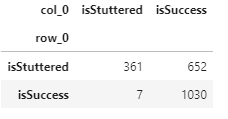 col_0 isStuttered isSuccess
row_0
isStuttered 361 652
isSuccess 7 1030